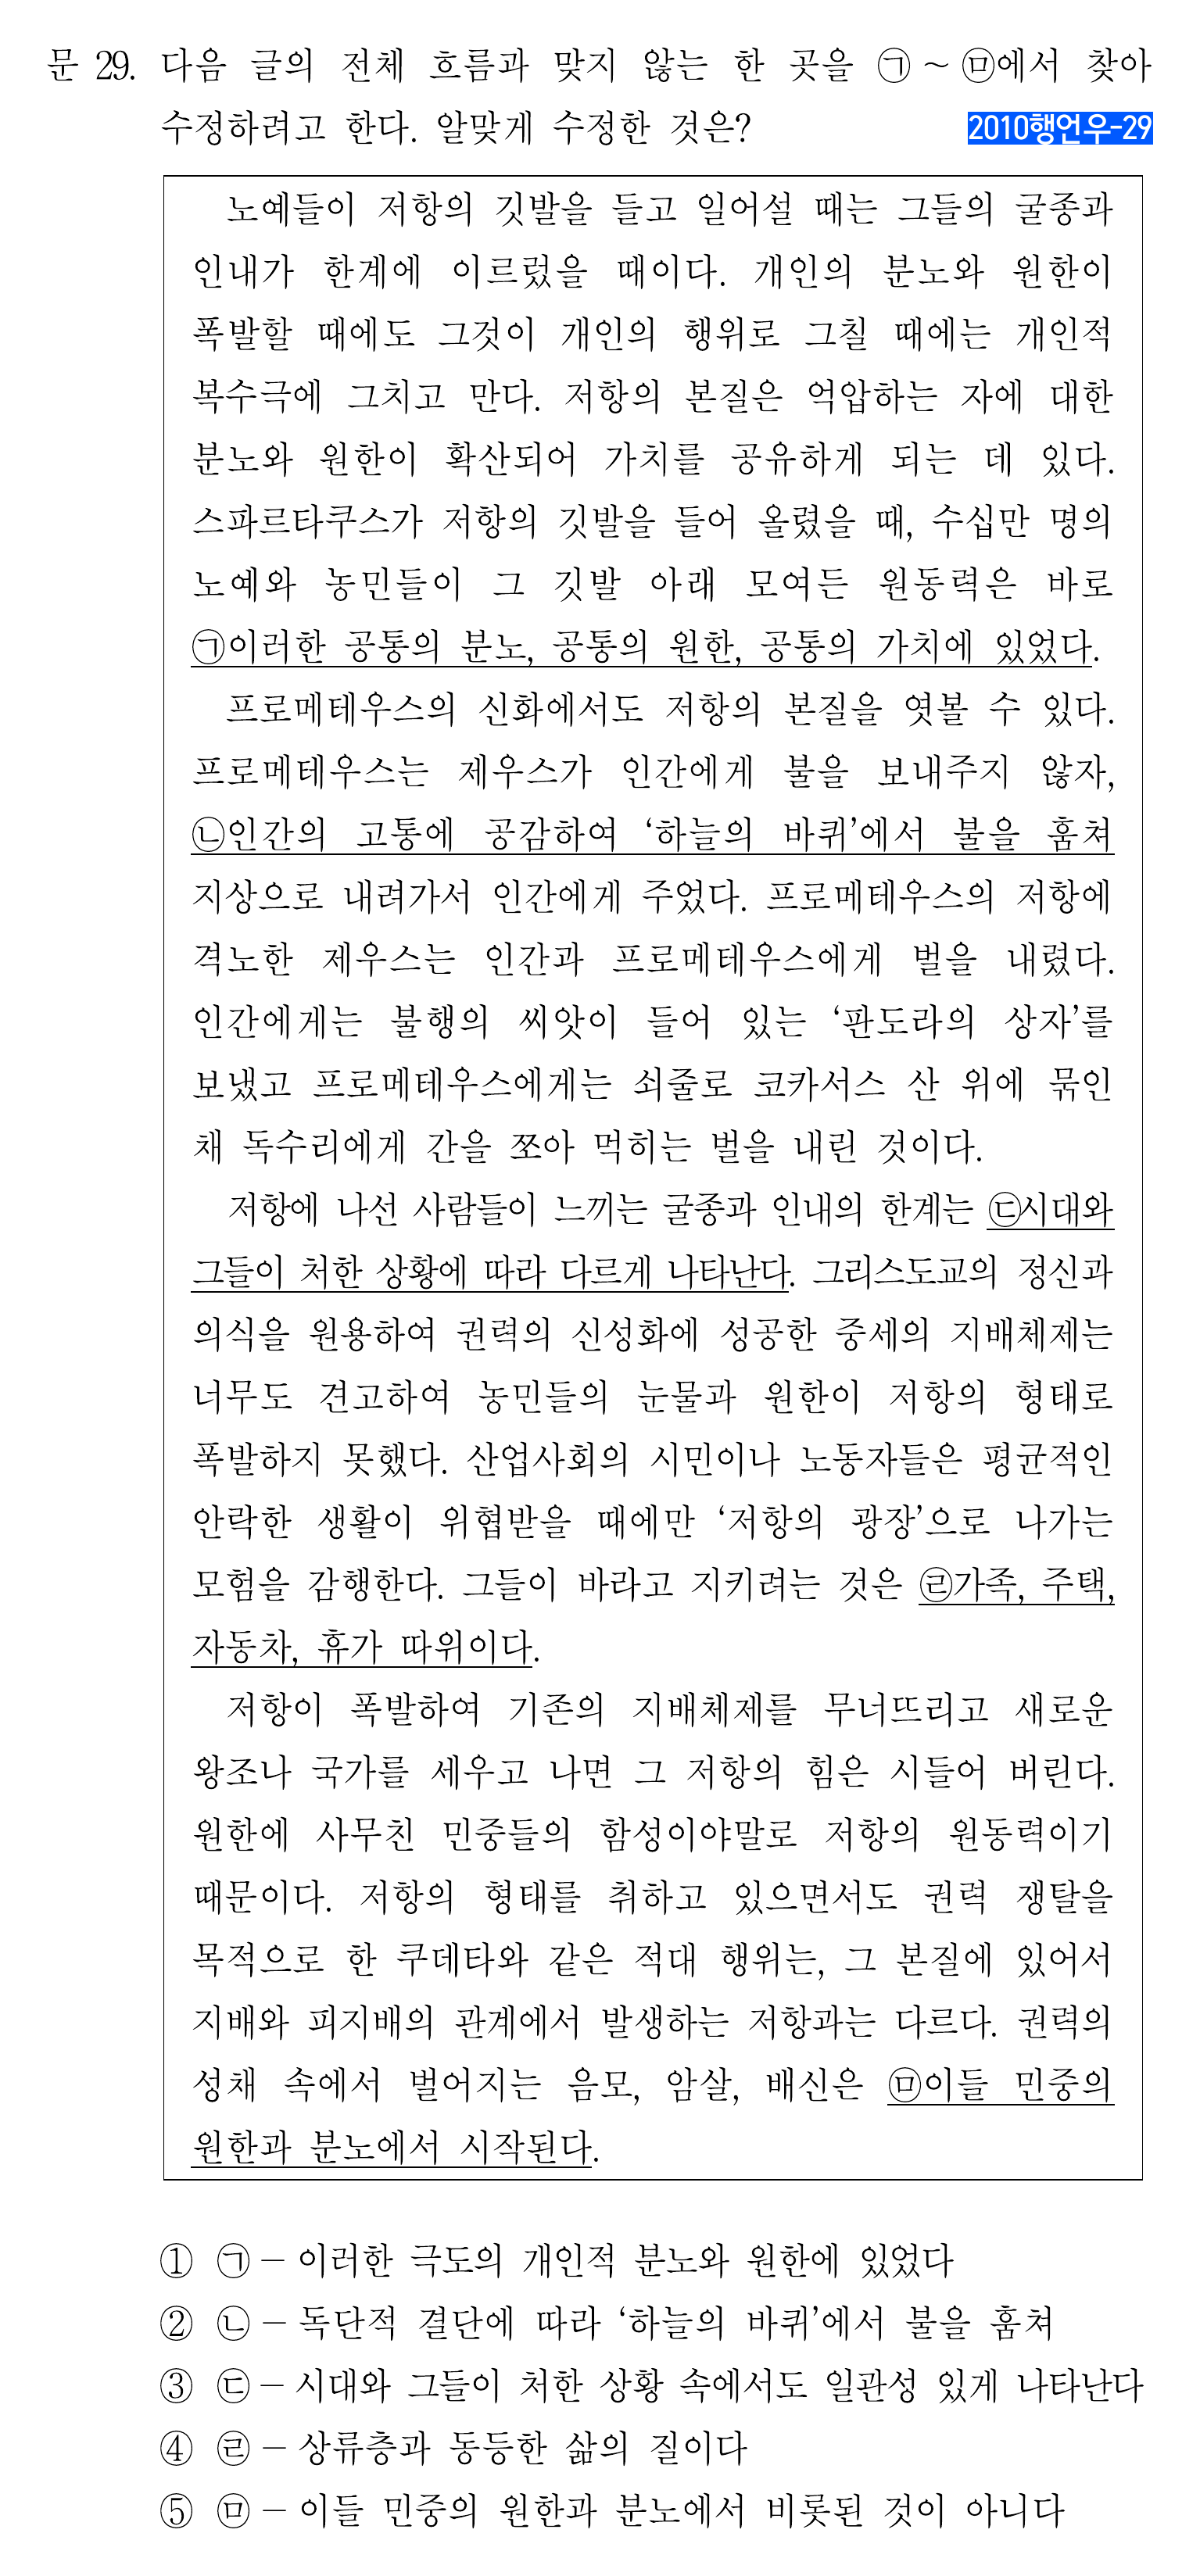 문 29. 다음 글의 전체 흐름과 맞지 않는 한 곳을 ㉠～㉤에서 찾아
수정하려고 한다. 알맞게 수정한 것은?
2010행언우-29
노예들이 저항의 깃발을 들고 일어설 때는 그들의 굴종과
인내가 한계에 이르렀을 때이다. 개인의 분노와 원한이
폭발할 때에도 그것이 개인의 행위로 그칠 때에는 개인적
복수극에 그치고 만다. 저항의 본질은 억압하는 자에 대한
분노와 원한이 확산되어 가치를 공유하게 되는 데 있다.
스파르타쿠스가 저항의 깃발을 들어 올렸을 때, 수십만 명의
노예와 농민들이 그 깃발 아래 모여든 원동력은 바로
㉠이러한 공통의 분노, 공통의 원한, 공통의 가치에 있었다.
프로메테우스의 신화에서도 저항의 본질을 엿볼 수 있다.
프로메테우스는 제우스가 인간에게 불을 보내주지 않자,
㉡인간의 고통에 공감하여 ‘하늘의 바퀴’에서 불을 훔쳐
지상으로 내려가서 인간에게 주었다. 프로메테우스의 저항에
격노한 제우스는 인간과 프로메테우스에게 벌을 내렸다.
인간에게는 불행의 씨앗이 들어 있는 ‘판도라의 상자’를
보냈고 프로메테우스에게는 쇠줄로 코카서스 산 위에 묶인
채 독수리에게 간을 쪼아 먹히는 벌을 내린 것이다.
저항에 나선 사람들이 느끼는 굴종과 인내의 한계는 ㉢시대와
그들이 처한 상황에 따라 다르게 나타난다. 그리스도교의 정신과
의식을 원용하여 권력의 신성화에 성공한 중세의 지배체제는
너무도 견고하여 농민들의 눈물과 원한이 저항의 형태로
폭발하지 못했다. 산업사회의 시민이나 노동자들은 평균적인
안락한 생활이 위협받을 때에만 ‘저항의 광장’으로 나가는
모험을 감행한다. 그들이 바라고 지키려는 것은 ㉣가족, 주택,
자동차, 휴가 따위이다.
저항이 폭발하여 기존의 지배체제를 무너뜨리고 새로운
왕조나 국가를 세우고 나면 그 저항의 힘은 시들어 버린다.
원한에 사무친 민중들의 함성이야말로 저항의 원동력이기
때문이다. 저항의 형태를 취하고 있으면서도 권력 쟁탈을
목적으로 한 쿠데타와 같은 적대 행위는, 그 본질에 있어서
지배와 피지배의 관계에서 발생하는 저항과는 다르다. 권력의
성채 속에서 벌어지는 음모, 암살, 배신은 ㉤이들 민중의
원한과 분노에서 시작된다.
① ㉠－이러한 극도의 개인적 분노와 원한에 있었다
② ㉡－독단적 결단에 따라 ‘하늘의 바퀴’에서 불을 훔쳐
③ ㉢－시대와 그들이 처한 상황 속에서도 일관성 있게 나타난다
④ ㉣－상류층과 동등한 삶의 질이다
⑤ ㉤－이들 민중의 원한과 분노에서 비롯된 것이 아니다